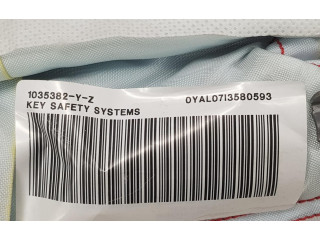 1035382-Y-Z 0YAL07I3580593
KEY SAFETY SYSTEMS